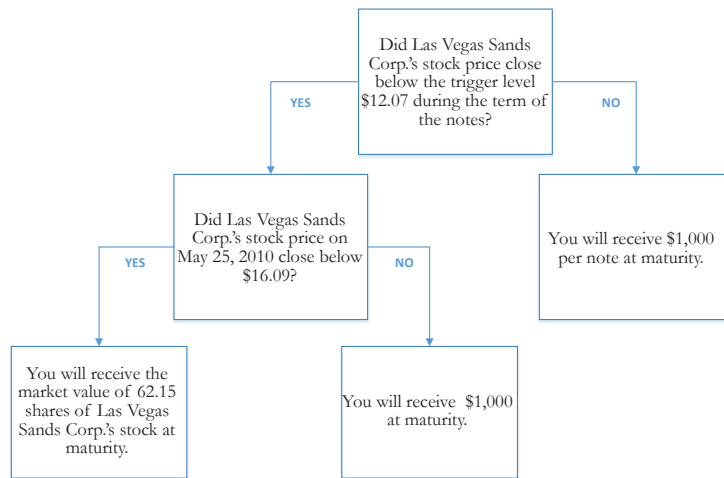 Did Las Vegas Sands
Corp.'s stock price close
below the trigger level
$12.07 during the term of
the notes?
YES
NO
Did Las Vegas Sands
Corp.'s stock price on
May 25, 2010 close below
$16.09?
You will receive $1,000
per note at maturity.
YES
NO
You will receive the
market value of 62.15
shares of Las Vegas
Sands Corp.'s stock at
maturity.
You will receive $1,000
at maturity.